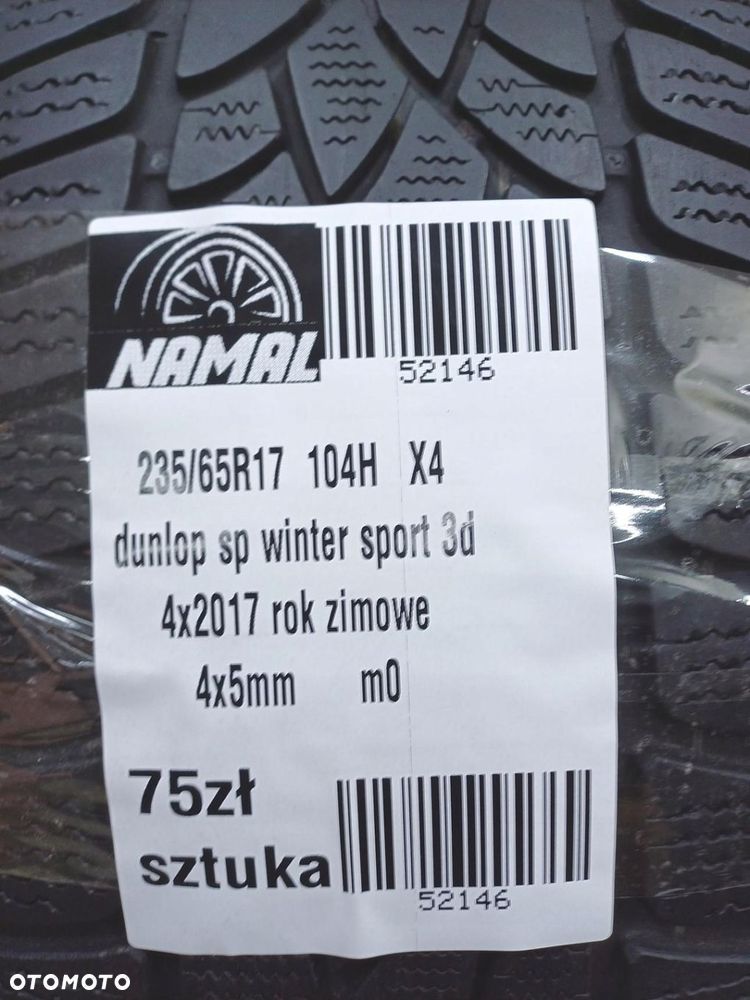 NAMAL
52146
235/65R17 104H X4
dunlop sp winter sport 3d
4x2017 rok zimowe
4x5mm m0
75zł
sztuka
52146
OTOMOTO